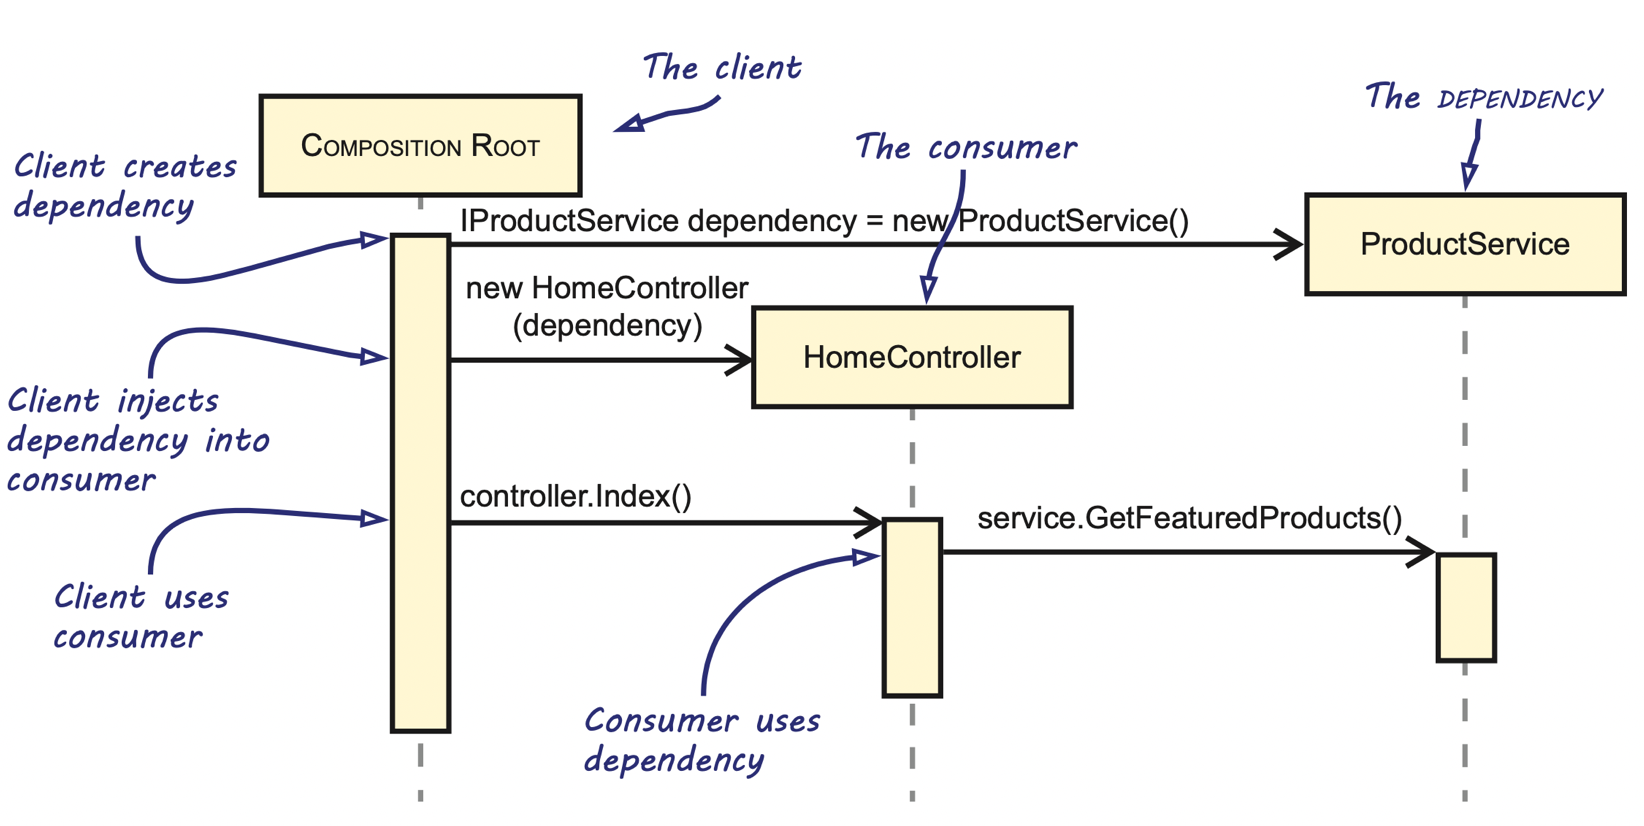 The client
The DEPENDENCY
COMPOSITION ROOT
The consumer
Client creates
dependency
IProductService dependency = new ProductService()
ProductService
new HomeController
(dependency)
HomeController
Client injects
dependency into
consumer
controller.Index()
service.GetFeaturedProducts()
Client uses
consumer
Consumer uses
dependency